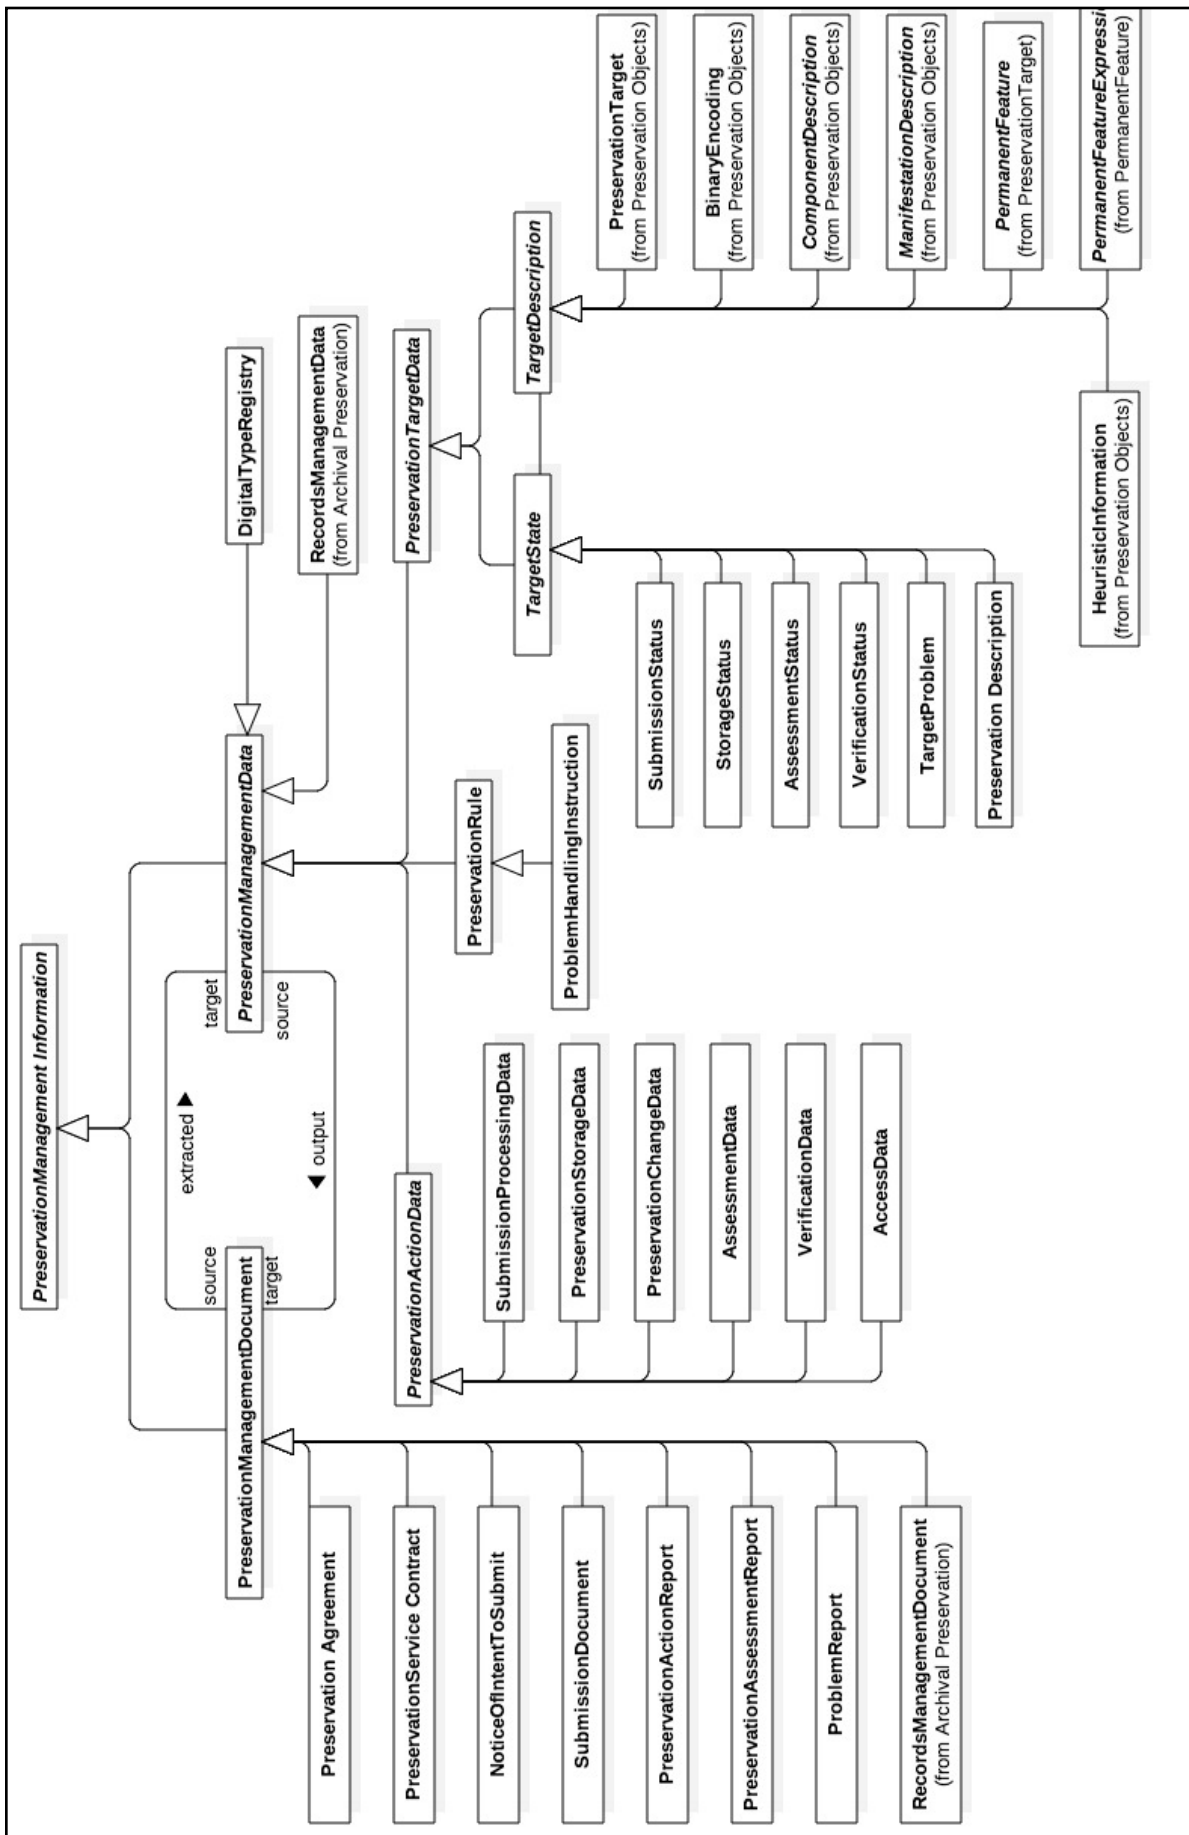 PreservationManagement Information
extracted ▶
◀ output
source
target
target
source
PreservationManagementDocument
PreservationManagementData
DigitalTypeRegistry
RecordsManagementData
(from Archival Preservation)
Preservation Agreement
PreservationService Contract
NoticeOfIntentToSubmit
SubmissionDocument
PreservationActionReport
PreservationAssessmentReport
ProblemReport
RecordsManagementDocument
(from Archival Preservation)
PreservationActionData
SubmissionProcessingData
PreservationStorageData
PreservationChangeData
AssessmentData
VerificationData
AccessData
PreservationRule
ProblemHandlingInstruction
PreservationTargetData
TargetState
TargetDescription
SubmissionStatus
StorageStatus
AssessmentStatus
VerificationStatus
TargetProblem
Preservation Description
PreservationTarget
(from Preservation Objects)
BinaryEncoding
(from Preservation Objects)
ComponentDescription
(from Preservation Objects)
ManifestationDescription
(from Preservation Objects)
PermanentFeature
(from PreservationTarget)
PermanentFeatureExpressi
(from PermanentFeature)
HeuristicInformation
(from Preservation Objects)